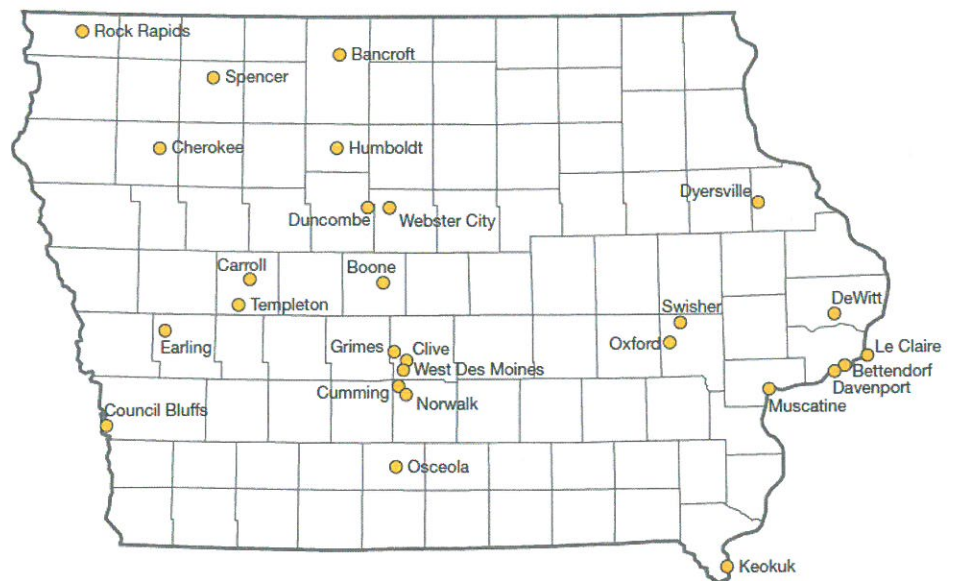 Rock Rapids
Bancroft
Spencer
Cherokee
Humboldt
Dyersville
Duncombe
Webster City
Carroll
Boone
Templeton
Swisher
DeWitt
Earling
Grimes
Clive
Oxford
Le Claire
West Des Moines
Bettendorf
Cumming
Davenport
Norwalk
Muscatine
Council Bluffs
Osceola
Keokuk